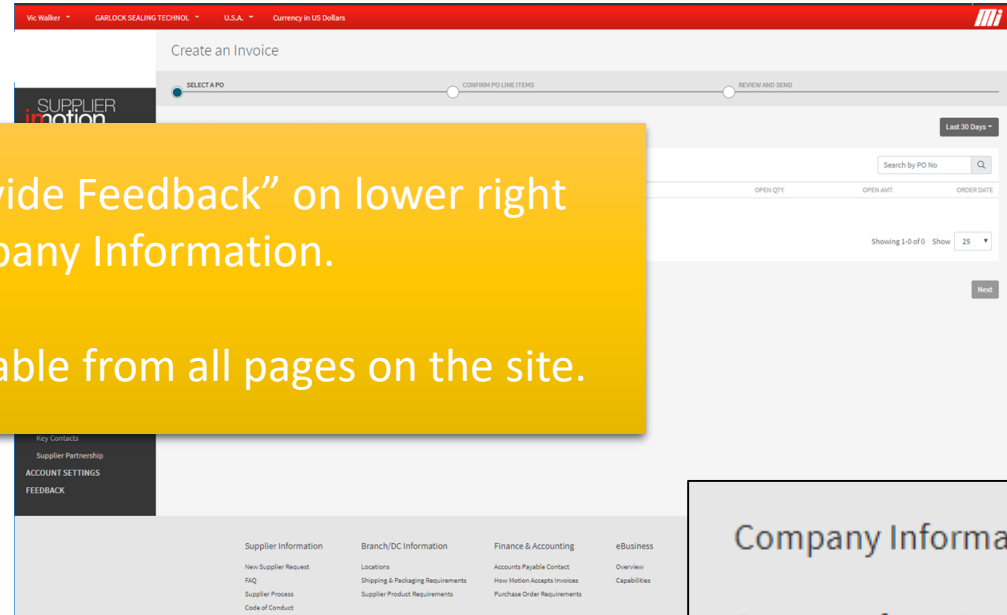 Vic Walker GARLOCK SEALING TECHNOL U.S.A. Currency in US Dollars Mi
Create an Invoice
SELECT A PO CONFIRM PO LINE ITEMS REVIEW AND SEND
SUPPLIER
imotion
Last 30 Days
Search by PO No
OPEN QTY. OPEN AMT. ORDER DATE
Showing 1-0 of 0 Show 25
Next
vide Feedback” on lower right
pany Information.
able from all pages on the site.
Key Contacts
Supplier Partnership
ACCOUNT SETTINGS
FEEDBACK
Supplier Information Branch/DC Information Finance & Accounting eBusiness
New Supplier Request Locations Accounts Payable Contact Overview
FAQ Shipping & Packaging Requirements How Motion Accepts Invoices Capabilities
Supplier Process Supplier Product Requirements Purchase Order Requirements
Code of Conduct
Company Informa